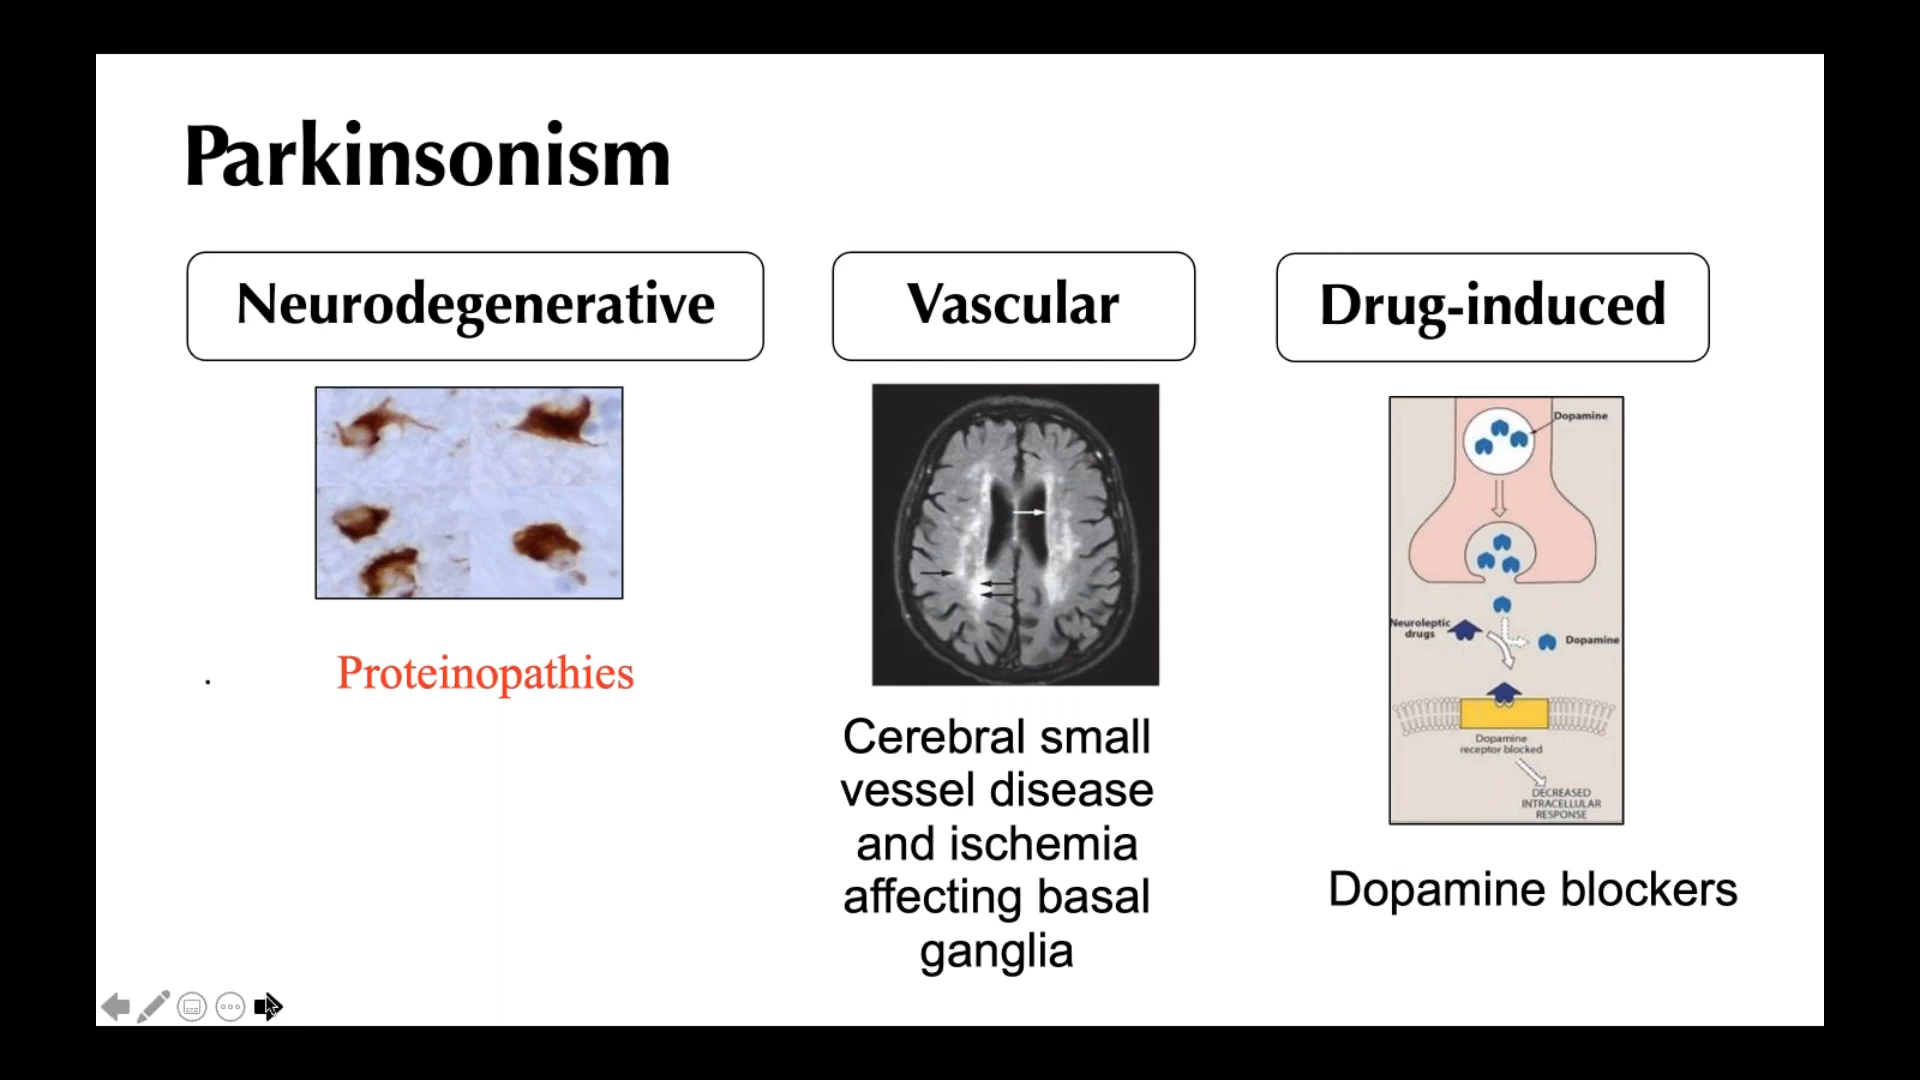 Parkinsonism
Neurodegenerative
Vascular
Drug-induced
Proteinopathies
Cerebral small
vessel disease
and ischemia
affecting basal
ganglia
Dopamine
Neuroleptic
drugs
Dopamine
Dopamine
receptor blocked
DECREASED
INTRACELLULAR
RESPONSE
Dopamine blockers